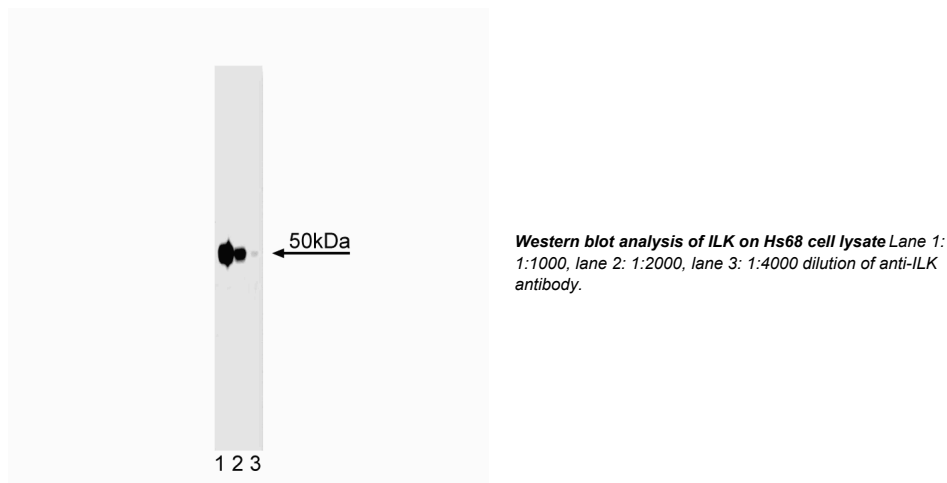 50kDa
1 2 3
Western blot analysis of ILK on Hs68 cell lysate Lane 1:
1:1000, lane 2: 1:2000, lane 3: 1:4000 dilution of anti-ILK
antibody.